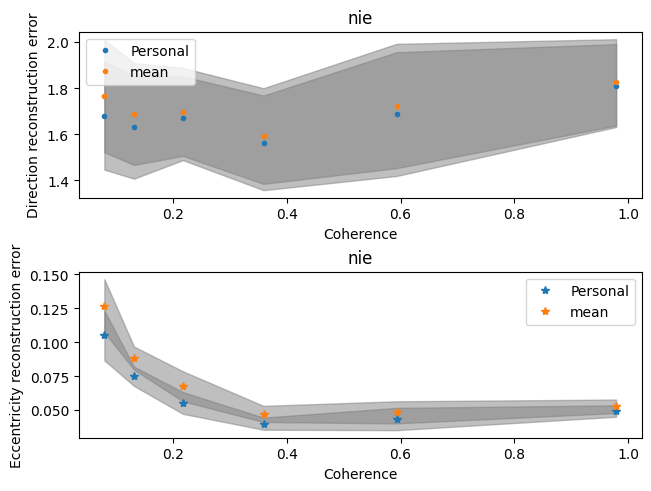 nie
Direction reconstruction error
2.0
1.8
1.6
1.4
Personal
mean
0.2
0.4
0.6
0.8
1.0
Coherence
nie
Eccentricity reconstruction error
0.150
0.125
0.100
0.075
0.050
Personal
mean
0.2
0.4
0.6
0.8
1.0
Coherence